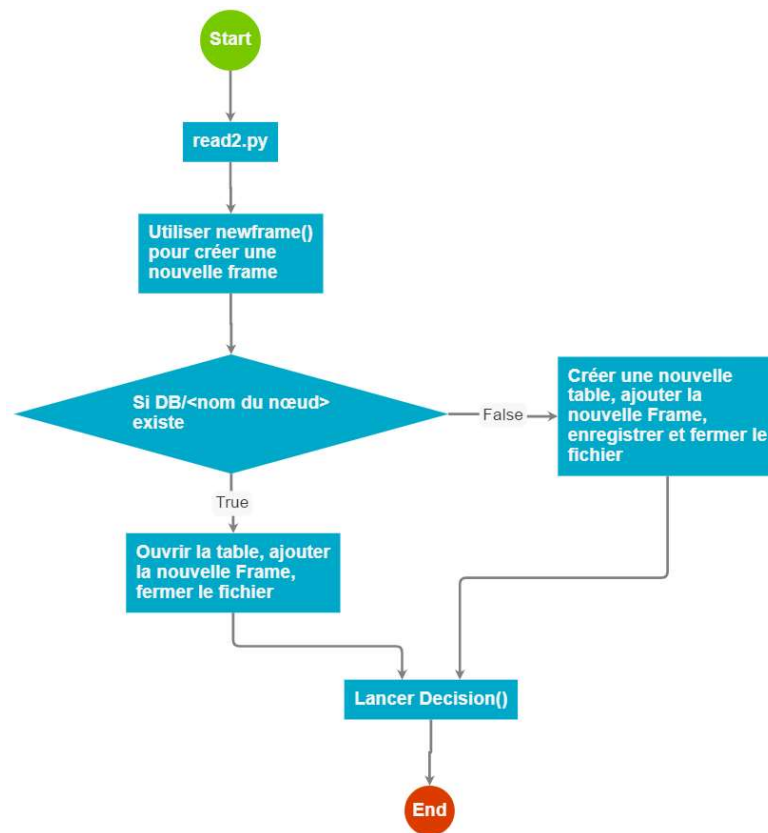 Start
read2.py
Utiliser newframe()
pour créer une
nouvelle frame
Si DB/<nom du nœud>
existe
False
Créer une nouvelle
table, ajouter la
nouvelle Frame,
enregistrer et fermer le
fichier
True
Ouvrir la table, ajouter
la nouvelle Frame,
fermer le fichier
Lancer Decision()
End